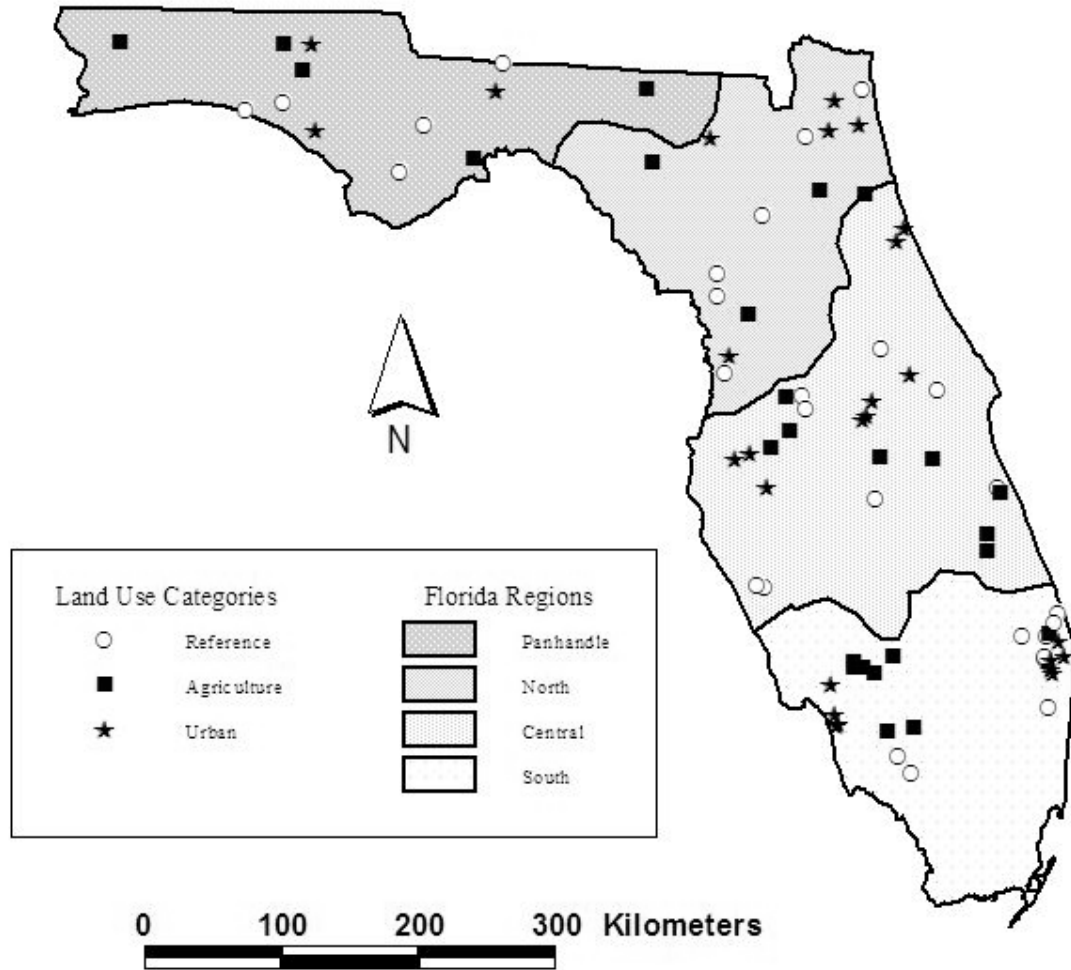 N
Land Use Categories
Reference
Agriculture
Urban
Florida Regions
Panhandle
North
Central
South
0 100 200 300 Kilometers